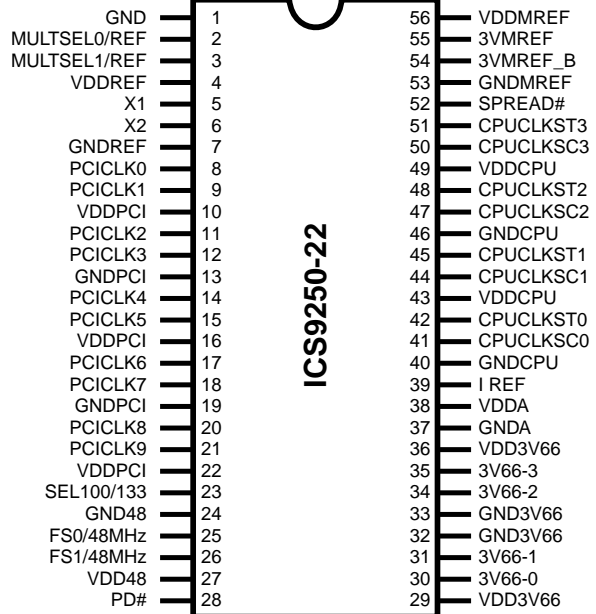 GND 1 56 VDDMREF
MULTSEL0/REF 2 55 3VMREF
MULTSEL1/REF 3 54 3VMREF_B
VDDREF 4 53 GNDMREF
X1 5 52 SPREAD#
X2 6 51 CPUCLKST3
GNDREF 7 50 CPUCLKSC3
PCICLK0 8 49 VDDCPU
PCICLK1 9 48 CPUCLKST2
VDDPCI 10 47 CPUCLKSC2
PCICLK2 11 46 GNDCPU
PCICLK3 12 45 CPUCLKST1
GNDPCI 13 44 CPUCLKSC1
PCICLK4 14 43 VDDCPU
PCICLK5 15 42 CPUCLKST0
VDDPCI 16 41 CPUCLKSC0
PCICLK6 17 40 GNDCPU
PCICLK7 18 39 I REF
GNDPCI 19 38 VDDA
PCICLK8 20 37 GNDA
PCICLK9 21 36 VDD3V66
VDDPCI 22 35 3V66-3
SEL100/133 23 34 3V66-2
GND48 24 33 GND3V66
FS0/48MHz 25 32 GND3V66
FS1/48MHz 26 31 3V66-1
VDD48 27 30 3V66-0
PD# 28 29 VDD3V66
ICS9250-22